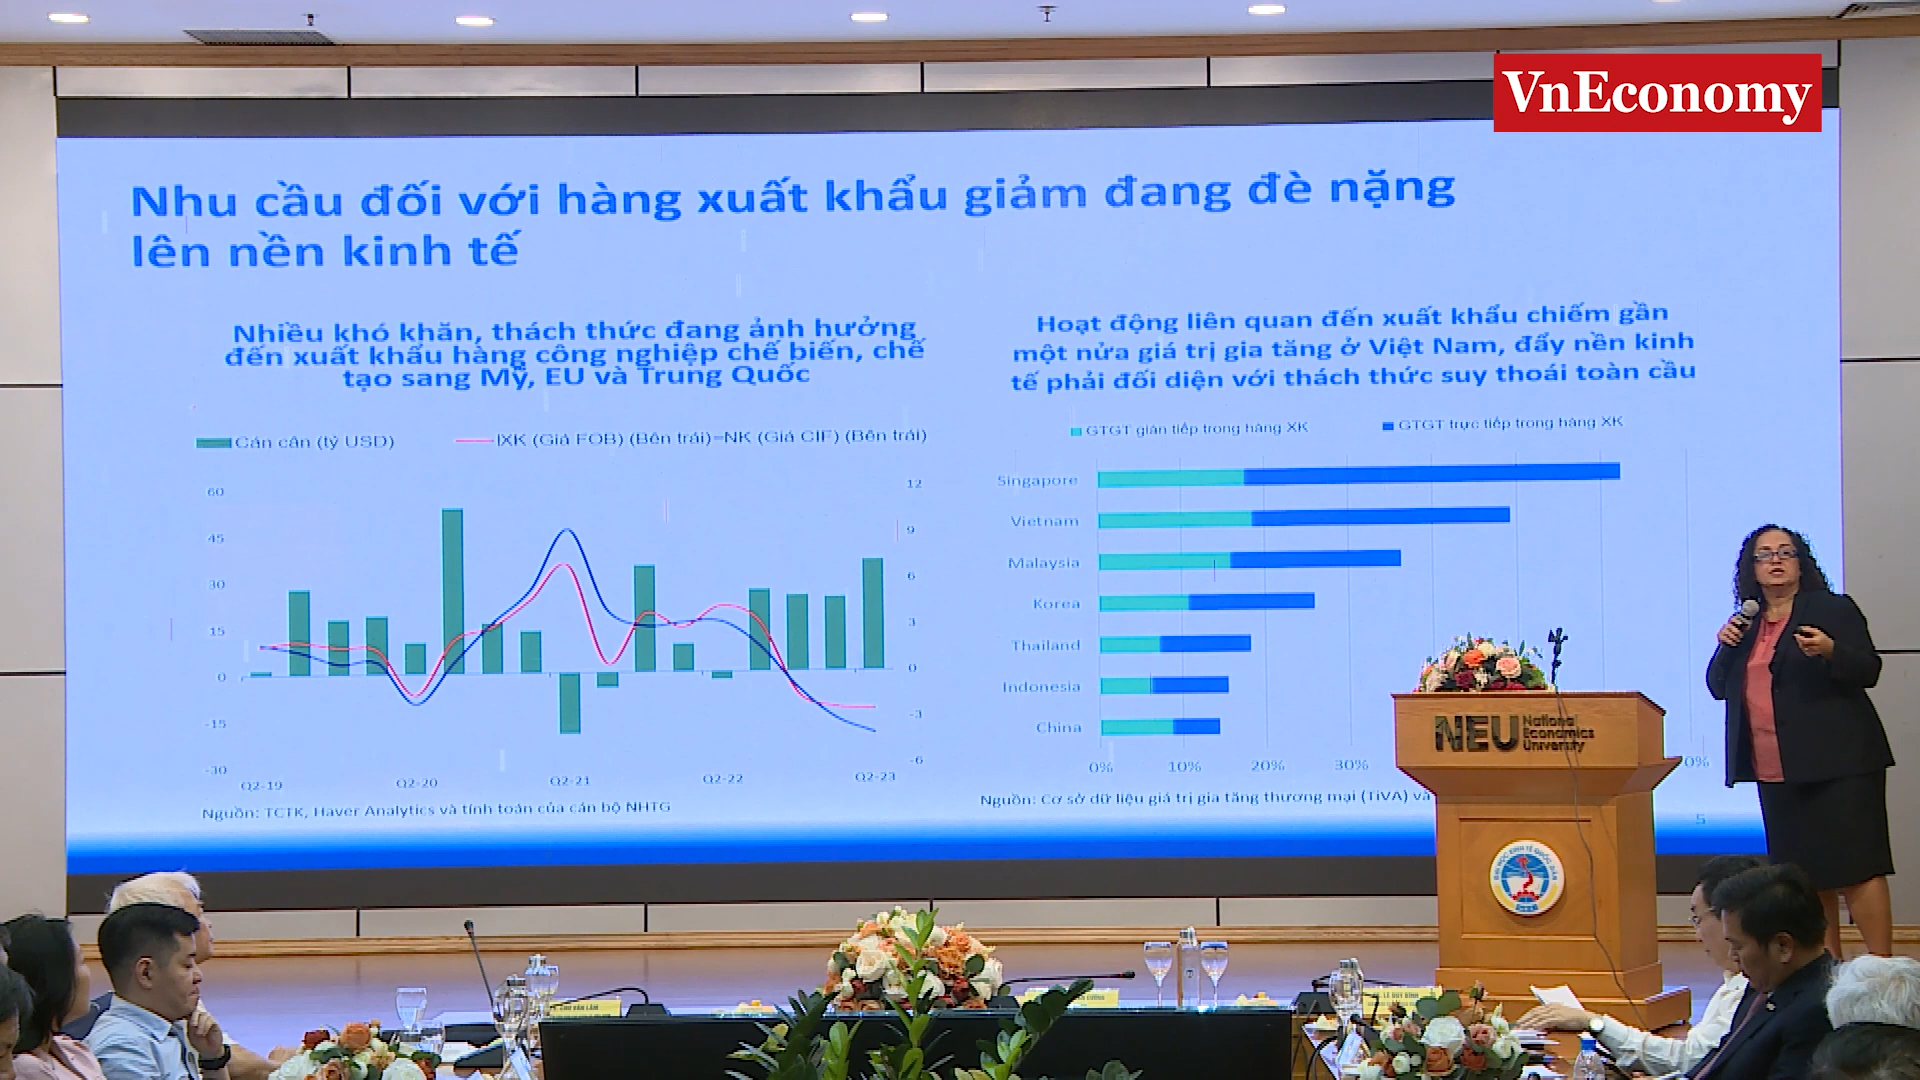 VnEconomy
Nhu cầu đối với hàng xuất khẩu giảm đang đè nặng
lên nền kinh tế
Nhiều khó khăn, thách thức đang ảnh hưởng
đến xuất khẩu hàng công nghiệp chế biến, chế
tạo sang Mỹ, EU và Trung Quốc
Cán cân (tỷ USD)
XK (Giá FOB) (Bên trái)
NK (Giá CIF) (Bên trái)
60
45
30
15
0
-15
-30
12
9
6
3
0
-3
-6
Q2-19
Q2-20
Q2-21
Q2-22
Q2-23
Nguồn: TCTK, Haver Analytics và tính toán của cán bộ NHTG
Hoạt động liên quan đến xuất khẩu chiếm gần
một nửa giá trị gia tăng ở Việt Nam, đẩy nền kinh
tế phải đối diện với thách thức suy thoái toàn cầu
GTGT gián tiếp trong hàng XK
GTGT trực tiếp trong hàng XK
Singapore
Vietnam
Malaysia
Korea
Thailand
Indonesia
China
0%
10%
20%
30%
Nguồn: Cơ sở dữ liệu giá trị gia tăng thương mại (TiVA) và
5
NEU
National
Economics
University